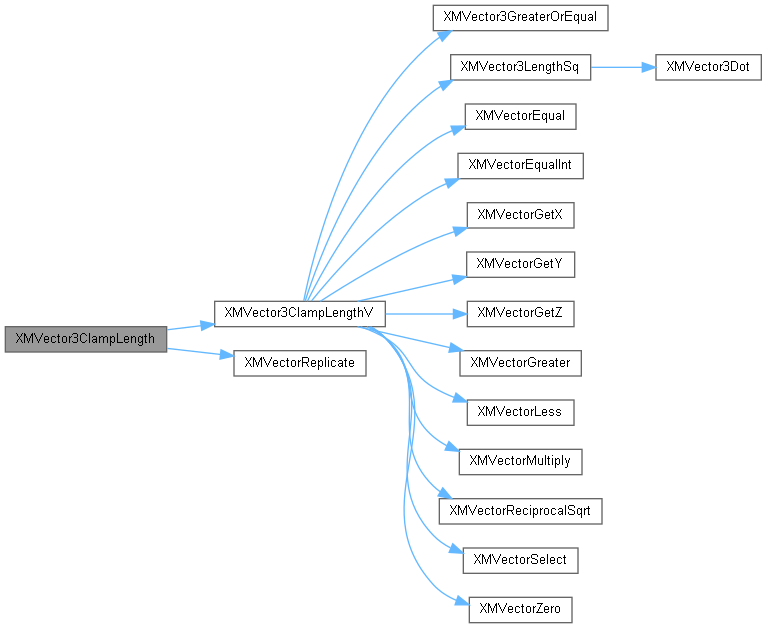 XMVector3GreaterOrEqual
XMVector3LengthSq
XMVector3Dot
XMVectorEqual
XMVectorEqualInt
XMVectorGetX
XMVectorGetY
XMVector3ClampLengthV
XMVectorGetZ
XMVector3ClampLength
XMVectorReplicate
XMVectorGreater
XMVectorLess
XMVectorMultiply
XMVectorReciprocalSqrt
XMVectorSelect
XMVectorZero